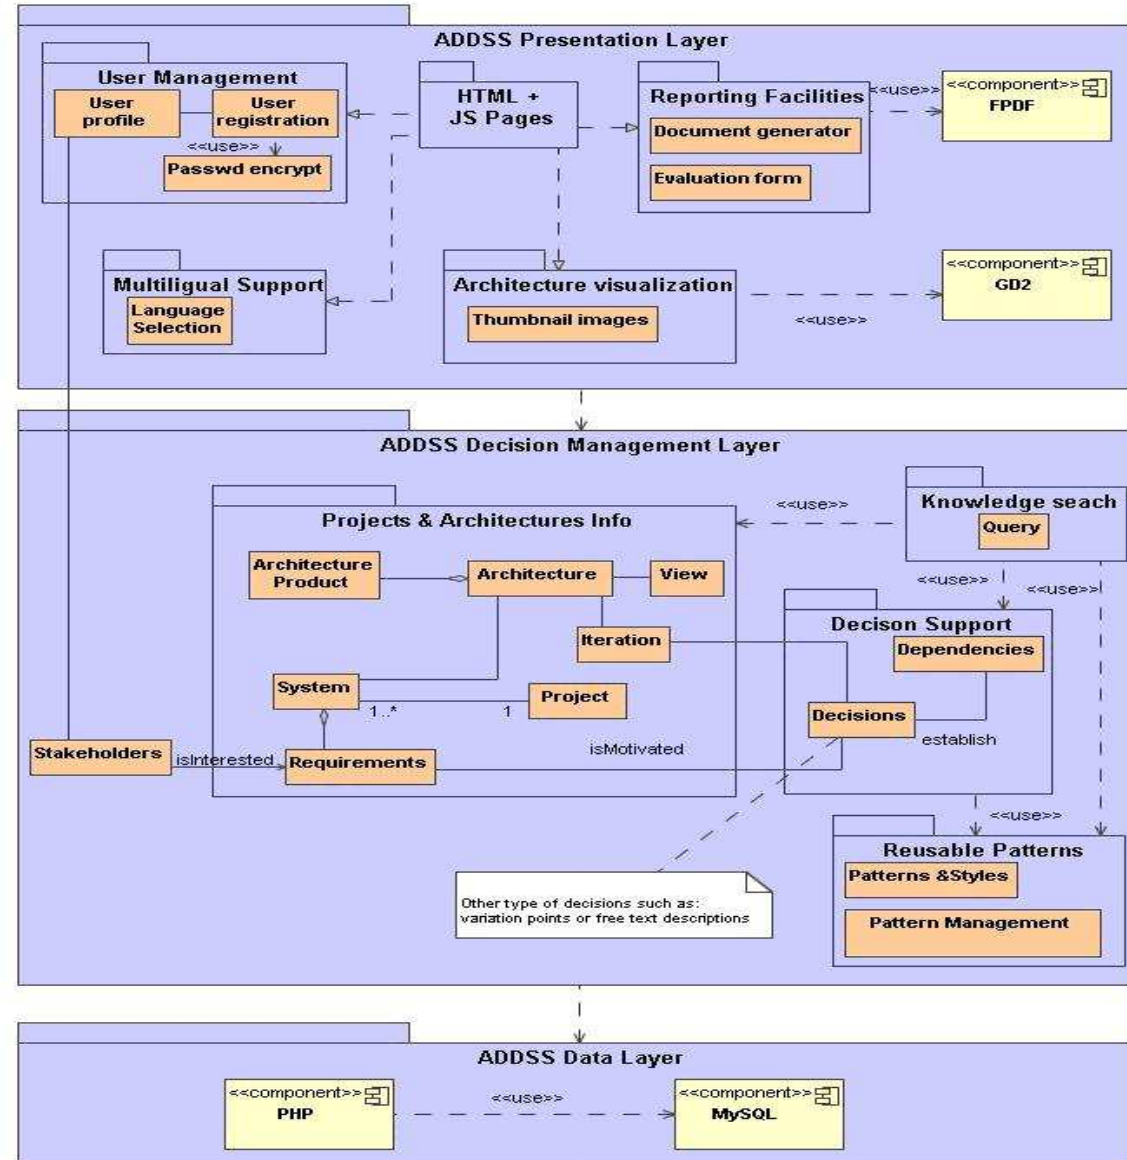 ADDSS Presentation Layer
User Management
User
profile
User
registration
<<use>>
Passwd encrypt
HTML +
JS Pages
Reporting Facilities
Document generator
Evaluation form
<<use>>
<<component>>
FPDF
Multiligual Support
Language
Selection
Architecture visualization
Thumbnail images
<<use>>
<<component>>
GD2
ADDSS Decision Management Layer
Projects & Architectures Info
Architecture
Product
Architecture
View
Iteration
System
1..*
1
Project
Stakeholders
isInterested
Requirements
isMotivated
<<use>>
Knowledge seach
Query
<<use>>
<<use>>
Decison Support
Dependencies
Decisions
establish
<<use>>
Reusable Patterns
Patterns &Styles
Pattern Management
Other type of decisions such as:
variation points or free text descriptions
ADDSS Data Layer
<<component>>
PHP
<<use>>
<<component>>
MySQL